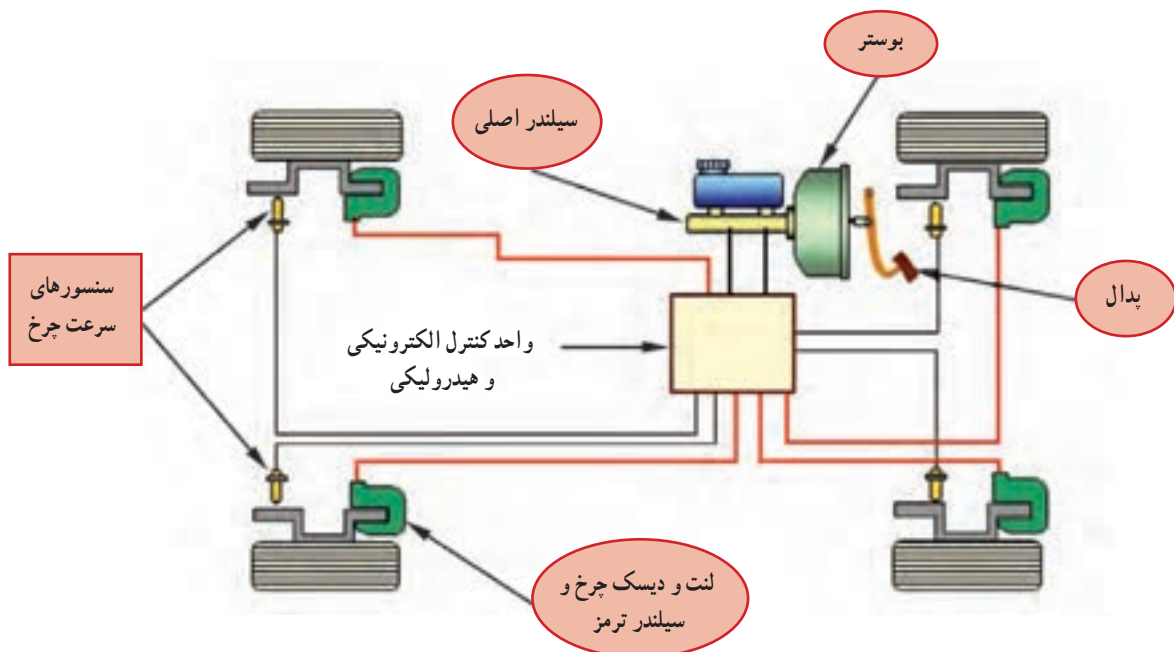 بوستر
سیلندر اصلی
پدال
سنسورهای
سرعت چرخ
واحد کنترل الکترونیکی
و هیدرولیکی
لنت و دیسک چرخ و
سیلندر ترمز